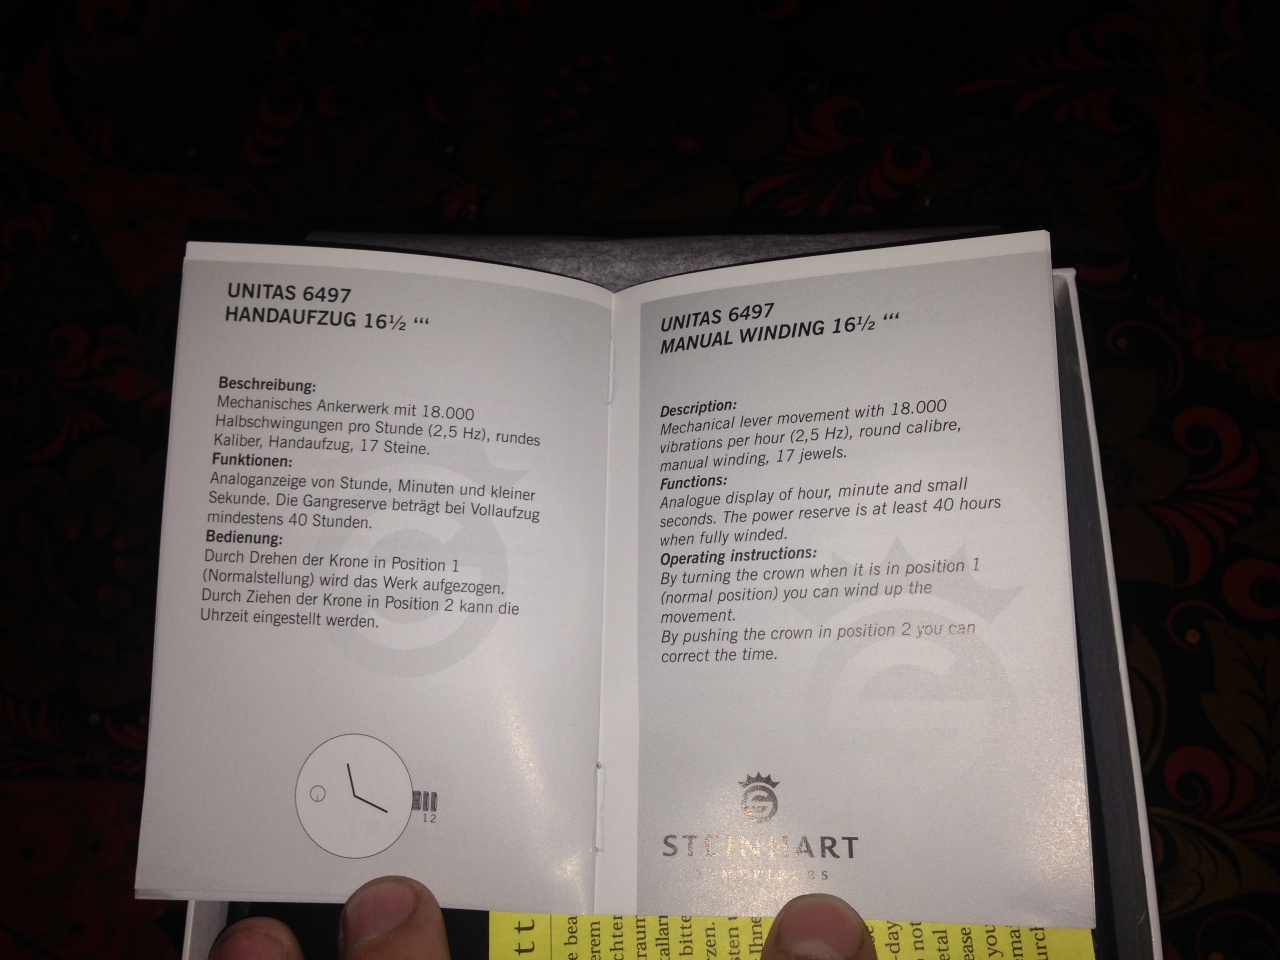 UNITAS 6497
HANDAUFZUG 16½ ‘‘‘
Beschreibung:
Mechanisches Ankerwerk mit 18.000
Halbschwingungen pro Stunde (2,5 Hz), rundes
Kaliber, Handaufzug, 17 Steine.
Funktionen:
Analoganzeige von Stunde, Minuten und kleiner
Sekunde. Die Gangreserve beträgt bei Vollaufzug
mindestens 40 Stunden.
Bedienung:
Durch Drehen der Krone in Position 1
(Normalstellung) wird das Werk aufgezogen.
Durch Ziehen der Krone in Position 2 kann die
Uhrzeit eingestellt werden.
1 2
UNITAS 6497
MANUAL WINDING 16½ ‘‘‘
Description:
Mechanical lever movement with 18.000
vibrations per hour (2,5 Hz), round calibre,
manual winding, 17 jewels.
Functions:
Analogue display of hour, minute and small
seconds. The power reserve is at least 40 hours
when fully winded.
Operating instructions:
By turning the crown when it is in position 1
(normal position) you can wind up the
movement.
By pushing the crown in position 2 you can
correct the time.
STEINHART